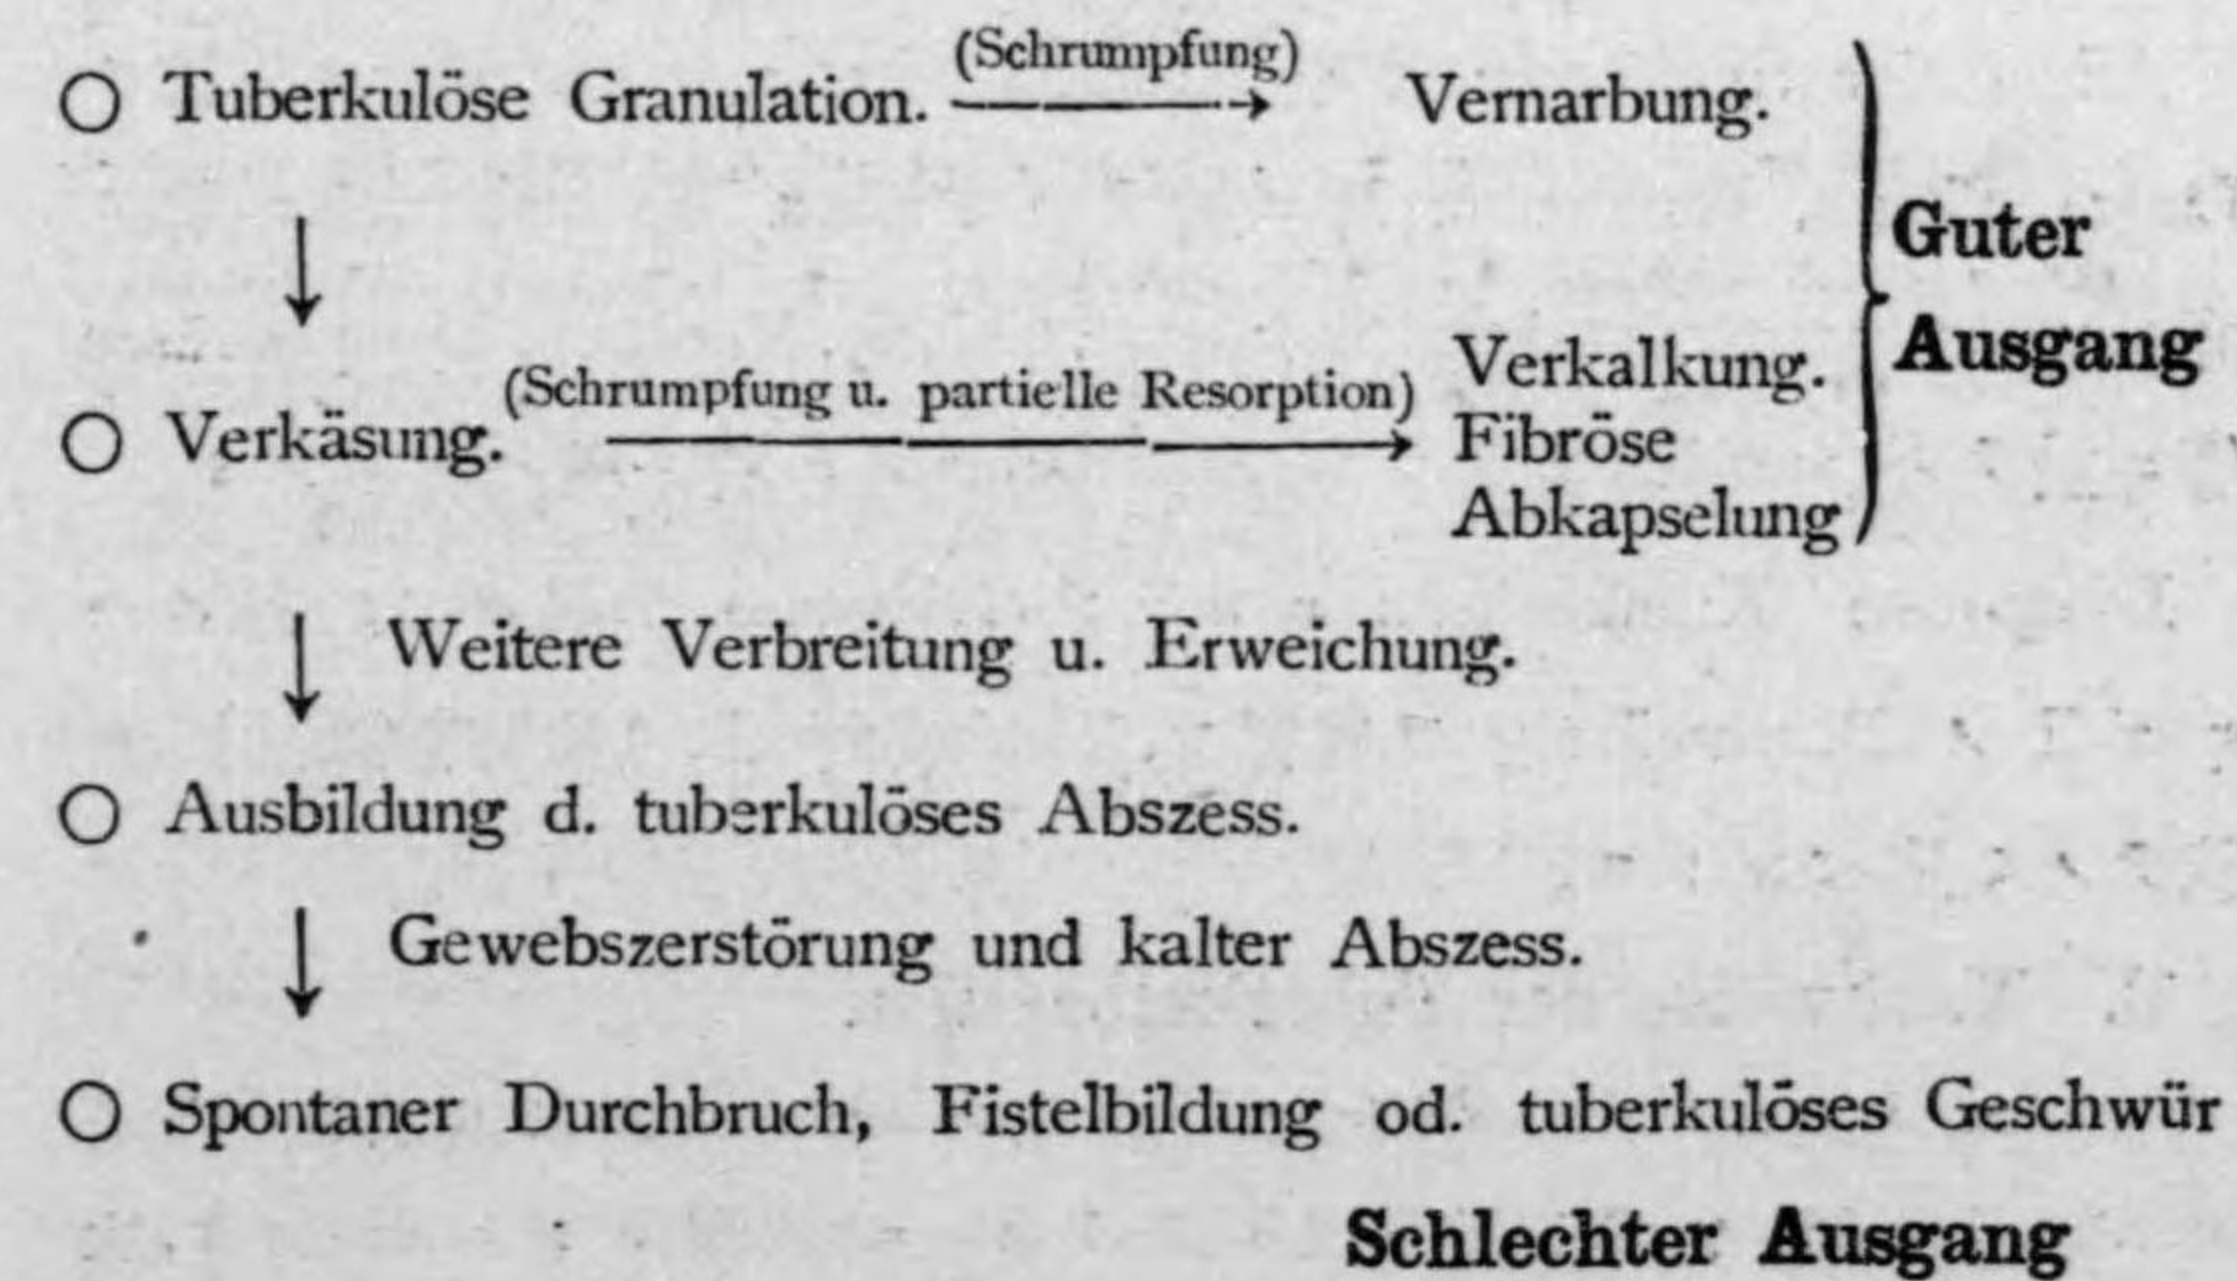 (Schrumpfung)
○ Tuberkulöse Granulation. → Vernarbung.
↓
Guter
Ausgang
(Schrumpfung u. partielle Resorption)
○ Verkäsung. → Verkalkung.
Fibröse
Abkapselung
↓ Weitere Verbreitung u. Erweichung.
○ Ausbildung d. tuberkulöses Abszess.
↓ Gewebszerstörung und kalter Abszess.
○ Spontaner Durchbruch, Fistelbildung od. tuberkulöses Geschwür
Schlechter Ausgang